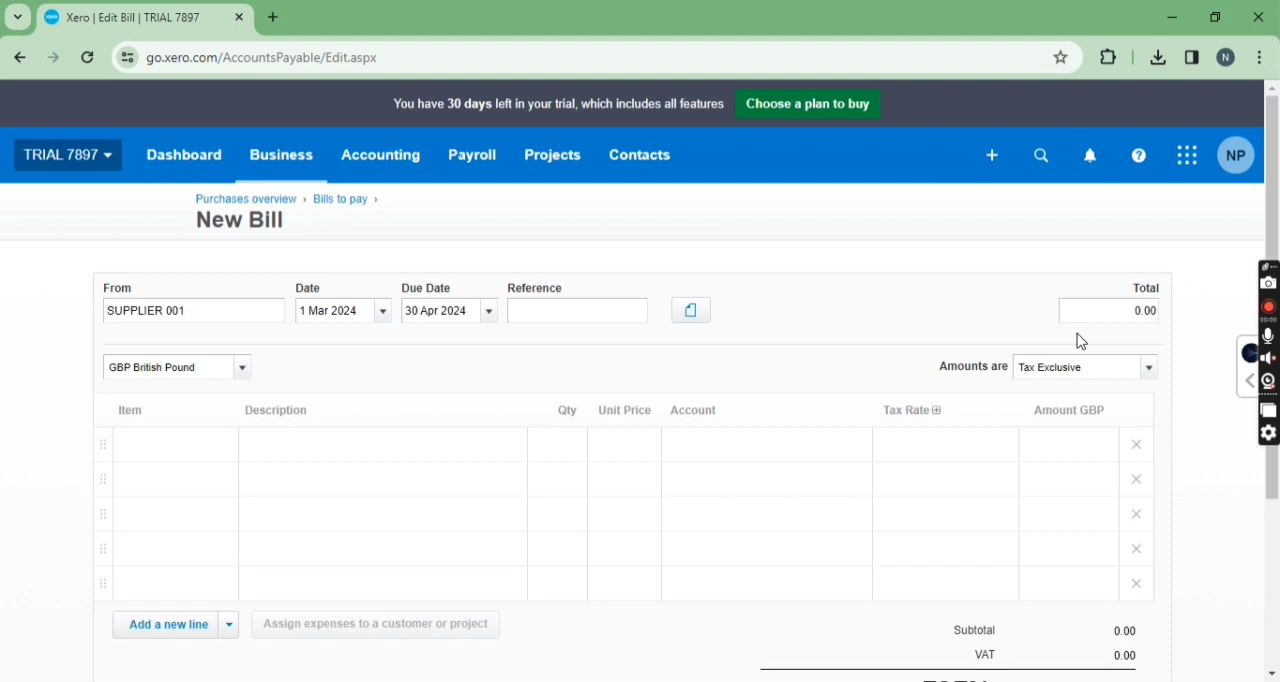 Xero | Edit Bill | TRIAL 7897
go.xero.com/AccountsPayable/Edit.aspx
N
You have 30 days left in your trial, which includes all features
Choose a plan to buy
TRIAL 7897 Dashboard Business Accounting Payroll Projects Contacts NP
Purchases overview › Bills to pay ›
New Bill
From Date Due Date Reference Total
SUPPLIER 001 1 Mar 2024 30 Apr 2024 0.00
GBP British Pound Amounts are Tax Exclusive
Item Description Qty Unit Price Account Tax Rate Amount GBP
Add a new line Assign expenses to a customer or project
Subtotal 0.00
VAT 0.00
00:00